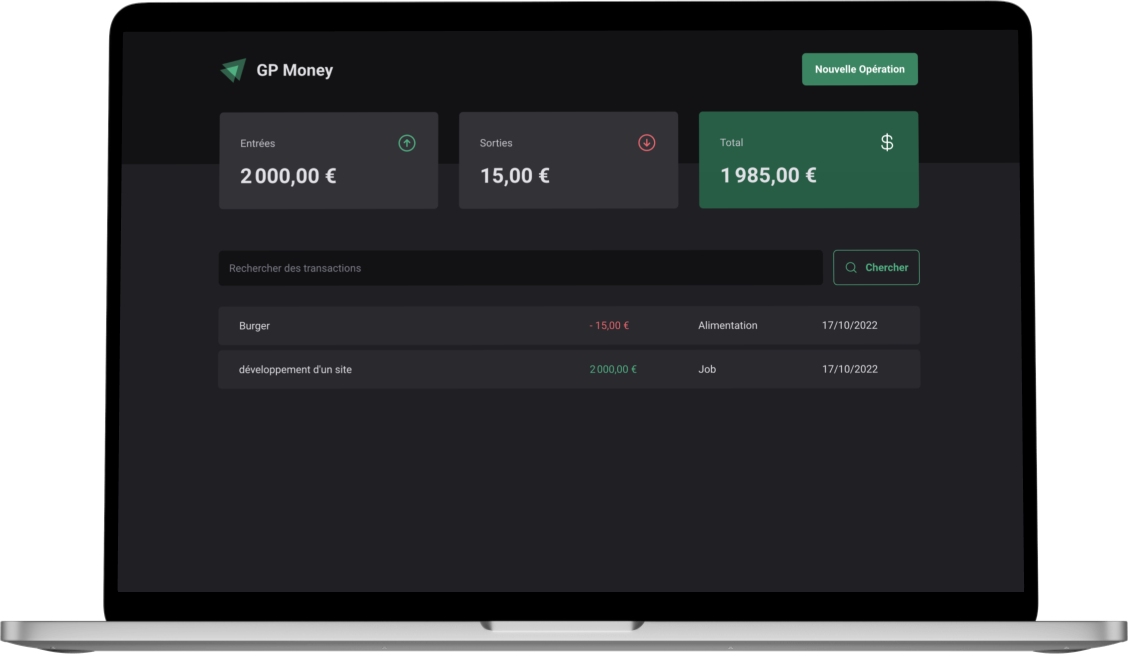 GP Money
Nouvelle Opération
Entrées
2 000,00 €
Sorties
15,00 €
Total
$
1 985,00 €
Rechercher des transactions
Chercher
Burger - 15,00 € Alimentation 17/10/2022
développement d'un site 2 000,00 € Job 17/10/2022